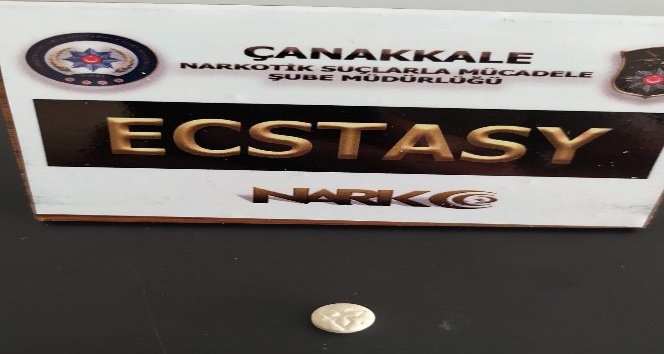 ÇANAKKALE
NARKOTİK SUÇLARLA MÜCADELE
ŞUBE MÜDÜRLÜĞÜ
ECSTASY
NARKO